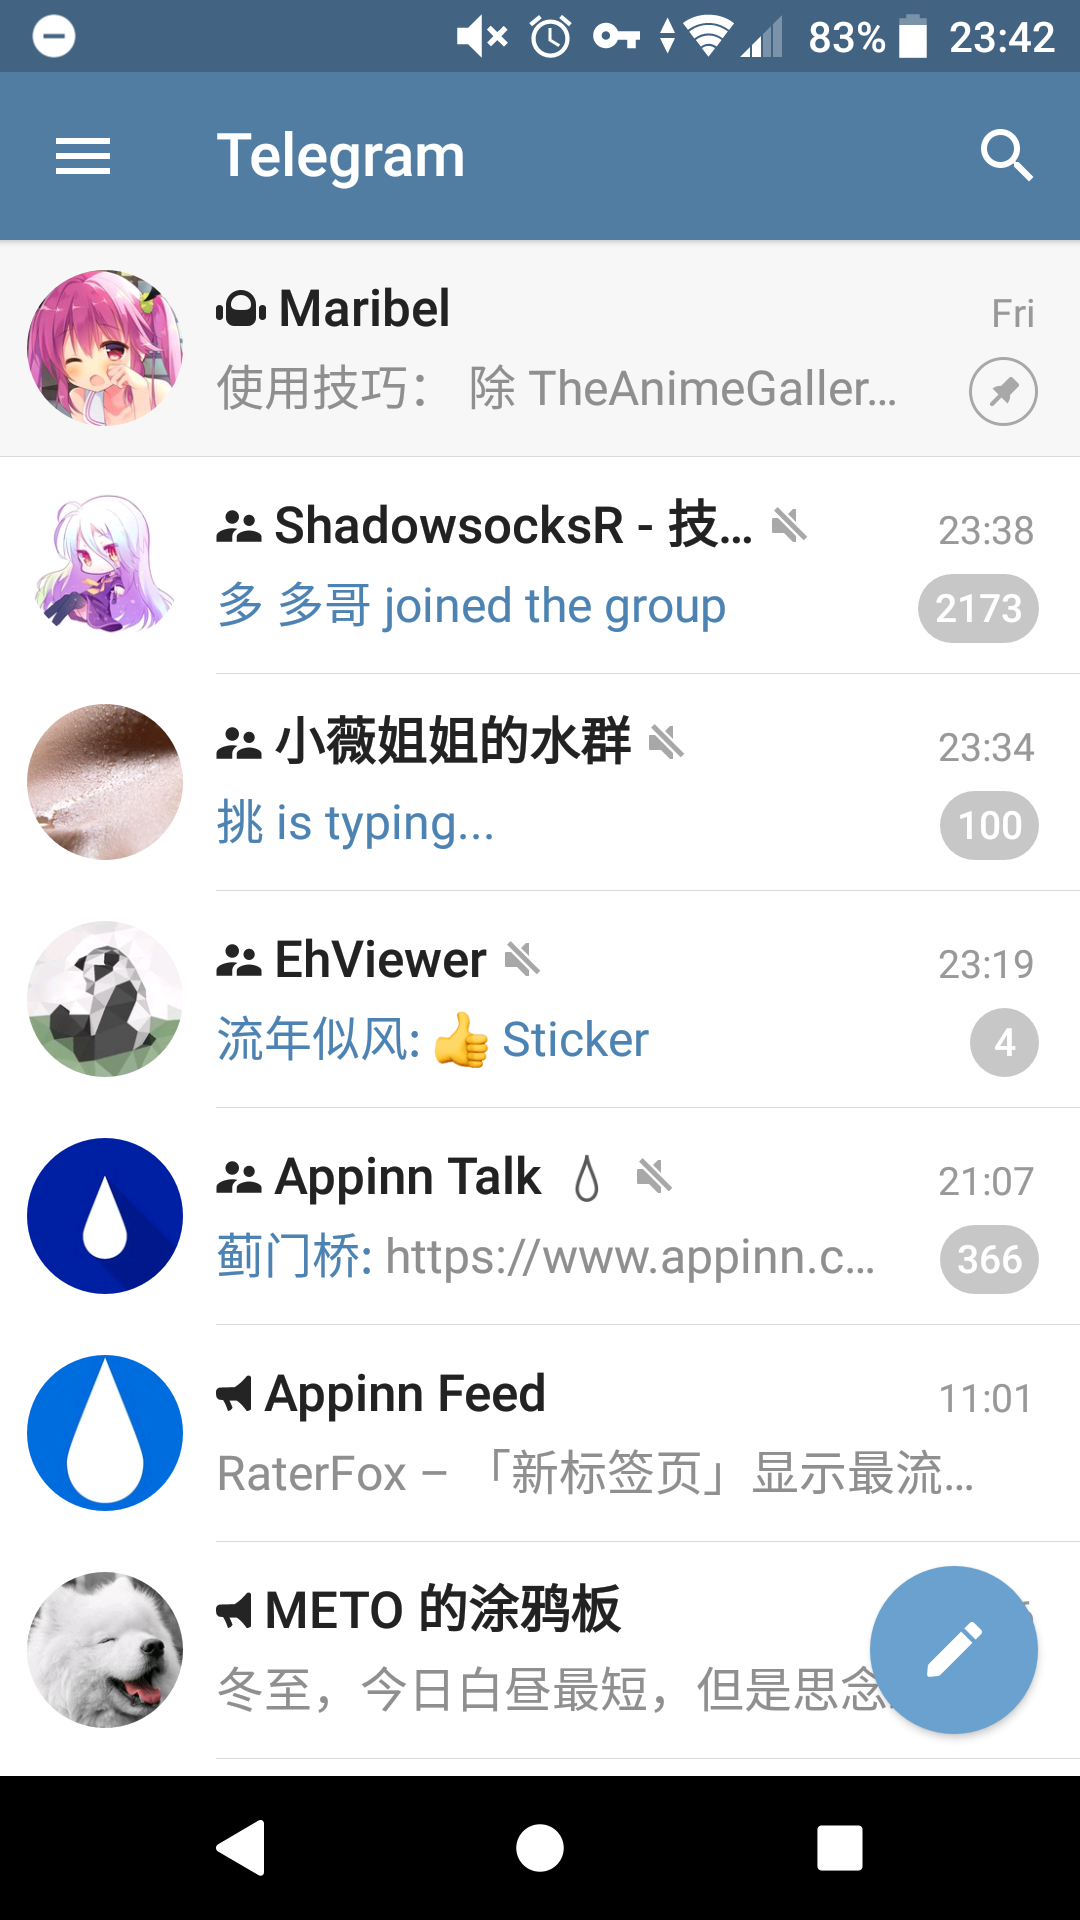 83% 23:42
Telegram
Maribel Fri
使用技巧： 除 TheAnimeGaller...
ShadowsocksR - 技... 23:38
多 多哥 joined the group 2173
小薇姐姐的水群 23:34
挑 is typing... 100
EhViewer 23:19
流年似风: 👍 Sticker 4
Appinn Talk 💧 21:07
蓟门桥: https://www.appinn.c... 366
Appinn Feed 11:01
RaterFox – 「新标签页」显示最流...
METO 的涂鸦板
冬至，今日白昼最短，但是思念